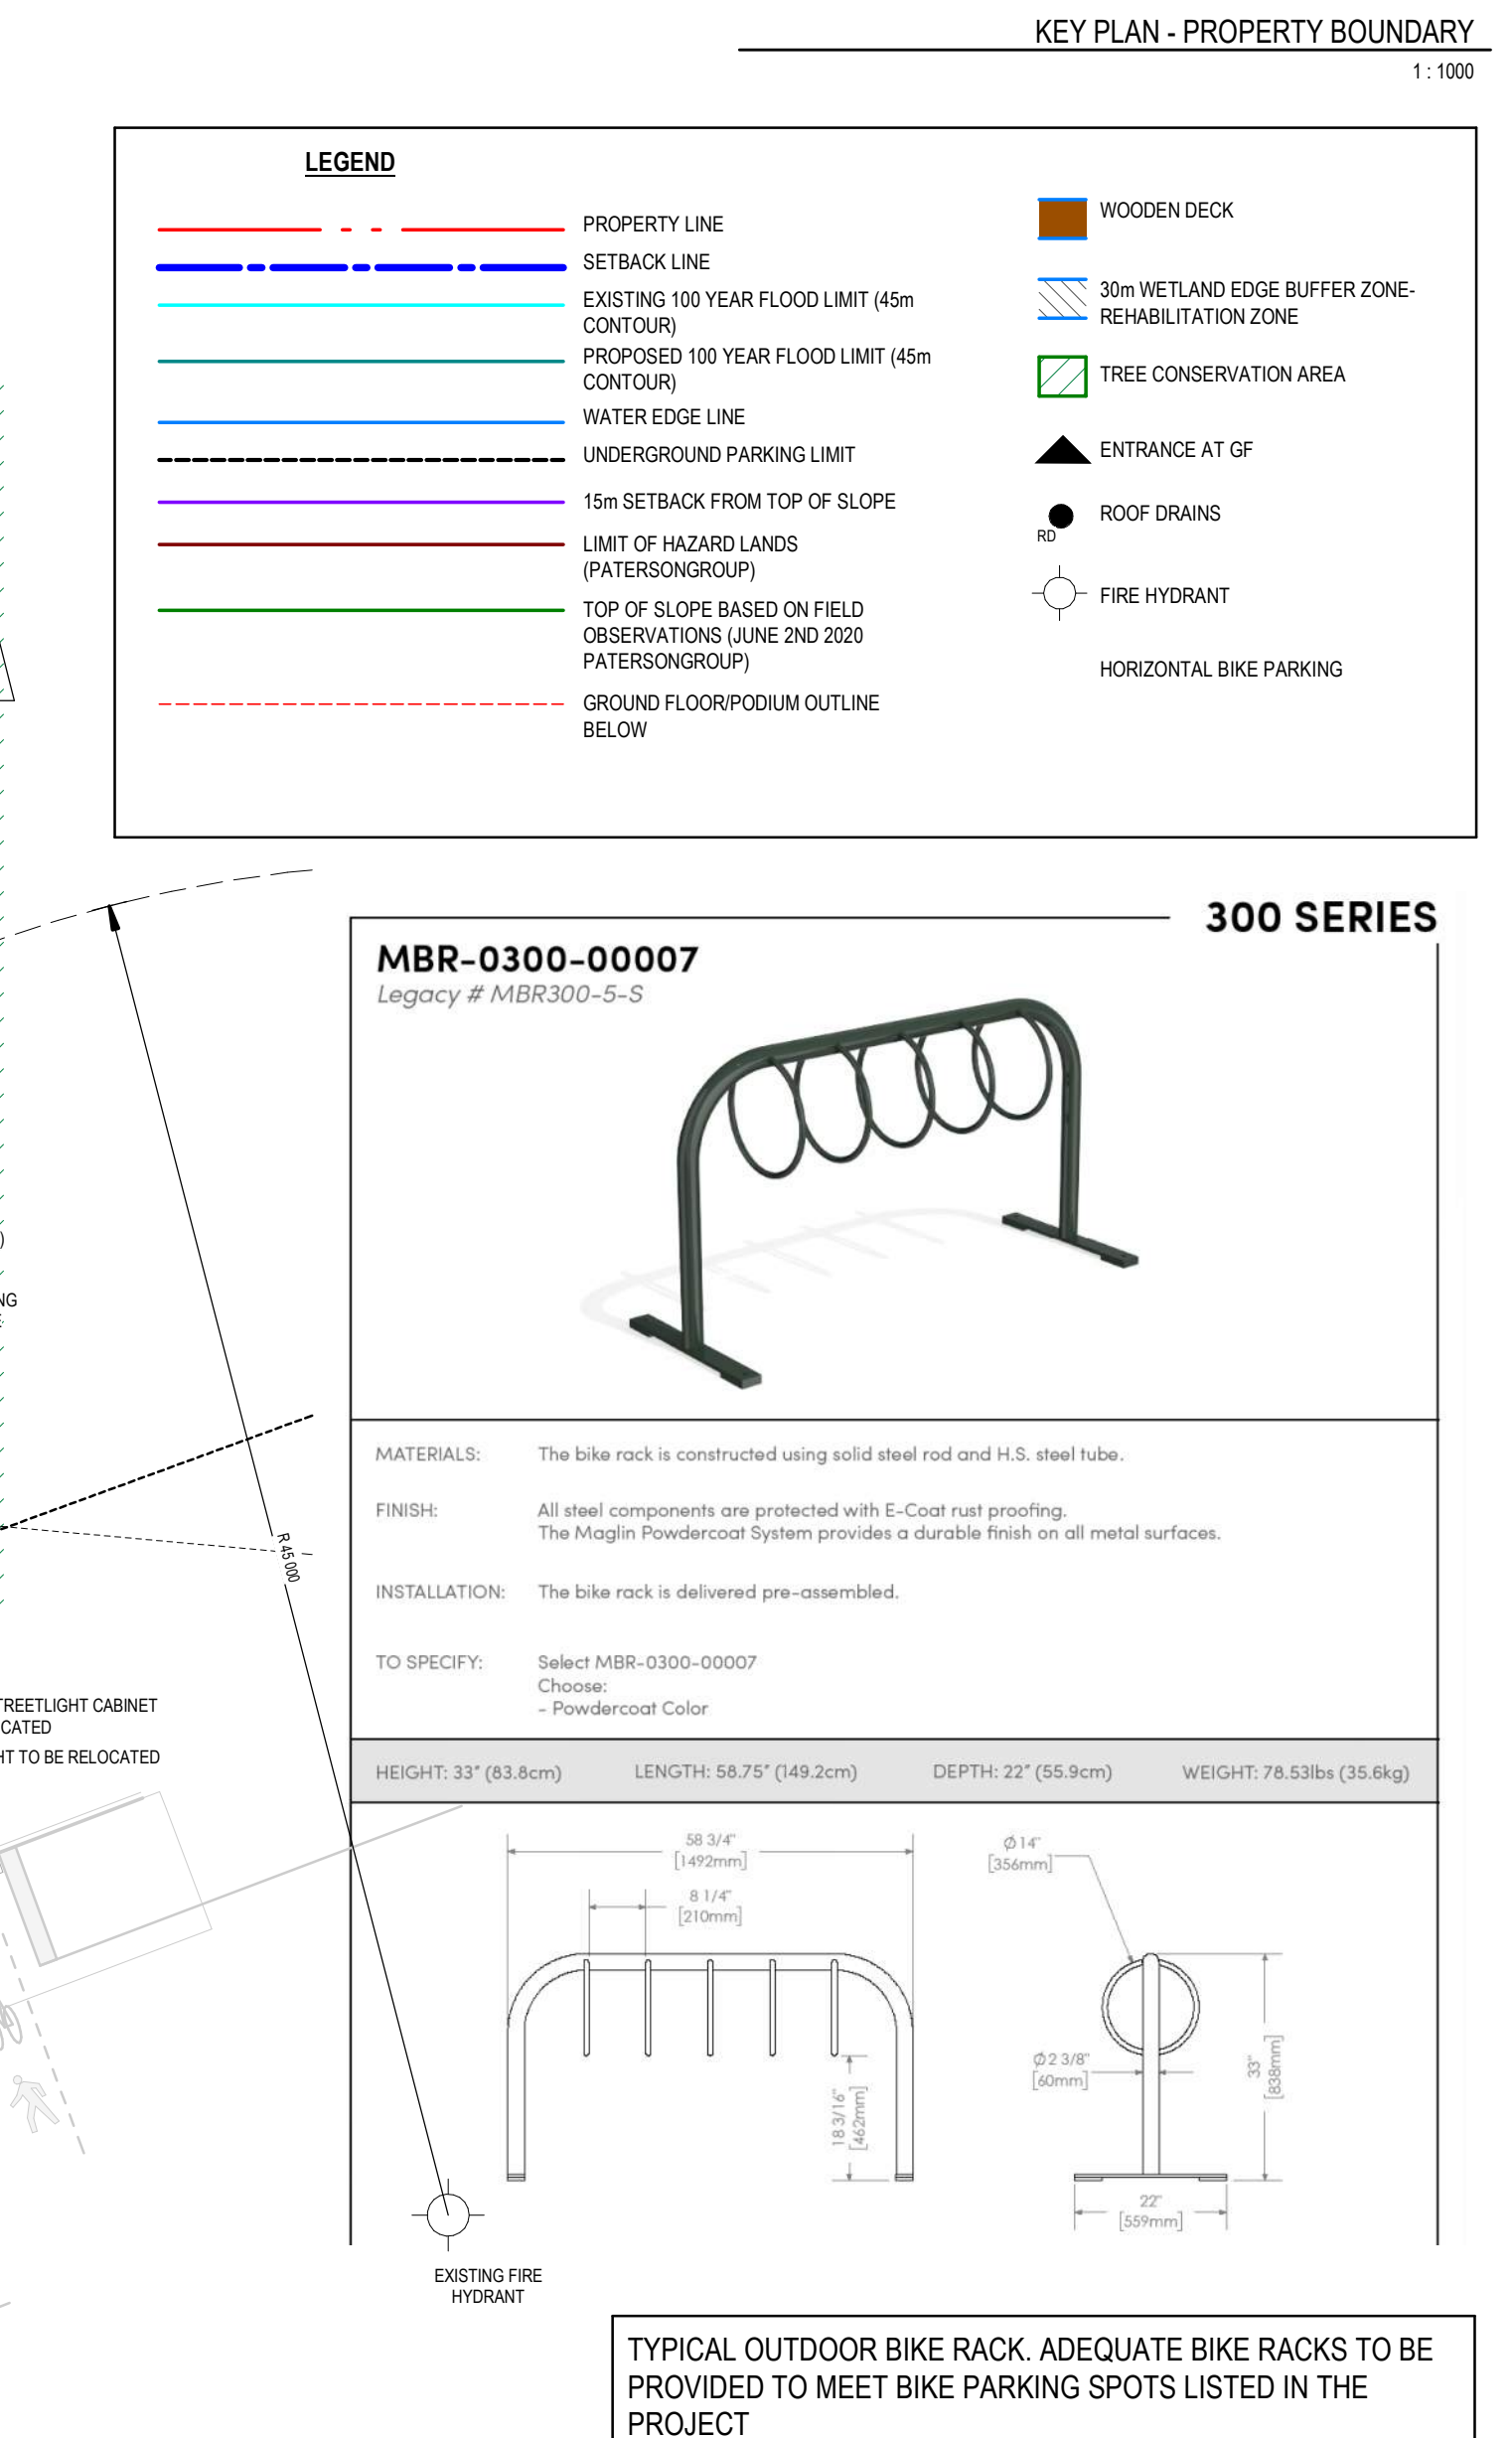 KEY PLAN - PROPERTY BOUNDARY
1 : 1000
LEGEND
PROPERTY LINE
SETBACK LINE
EXISTING 100 YEAR FLOOD LIMIT (45m
CONTOUR)
PROPOSED 100 YEAR FLOOD LIMIT (45m
CONTOUR)
WATER EDGE LINE
UNDERGROUND PARKING LIMIT
15m SETBACK FROM TOP OF SLOPE
LIMIT OF HAZARD LANDS
(PATERSONGROUP)
TOP OF SLOPE BASED ON FIELD
OBSERVATIONS (JUNE 2ND 2020
PATERSONGROUP)
GROUND FLOOR/PODIUM OUTLINE
BELOW
WOODEN DECK
30m WETLAND EDGE BUFFER ZONE-
REHABILITATION ZONE
TREE CONSERVATION AREA
ENTRANCE AT GF
RD
ROOF DRAINS
FIRE HYDRANT
HORIZONTAL BIKE PARKING
300 SERIES
MBR-0300-00007
Legacy # MBR300-5-S
MATERIALS: The bike rack is constructed using solid steel rod and H.S. steel tube.
FINISH: All steel components are protected with E-Coat rust proofing.
The Maglin Powdercoat System provides a durable finish on all metal surfaces.
INSTALLATION: The bike rack is delivered pre-assembled.
TO SPECIFY: Select MBR-0300-00007
Choose:
- Powdercoat Color
HEIGHT: 33" (83.8cm) LENGTH: 58.75" (149.2cm) DEPTH: 22" (55.9cm) WEIGHT: 78.53lbs (35.6kg)
58 3/4"
[1492mm]
8 1/4"
[210mm]
18 3/16"
[462mm]
Ø14"
[356mm]
Ø2 3/8"
[60mm]
33"
[838mm]
22"
[559mm]
R 45 000
)
NG
TREETLIGHT CABINET
CATED
HT TO BE RELOCATED
EXISTING FIRE
HYDRANT
TYPICAL OUTDOOR BIKE RACK. ADEQUATE BIKE RACKS TO BE
PROVIDED TO MEET BIKE PARKING SPOTS LISTED IN THE
PROJECT